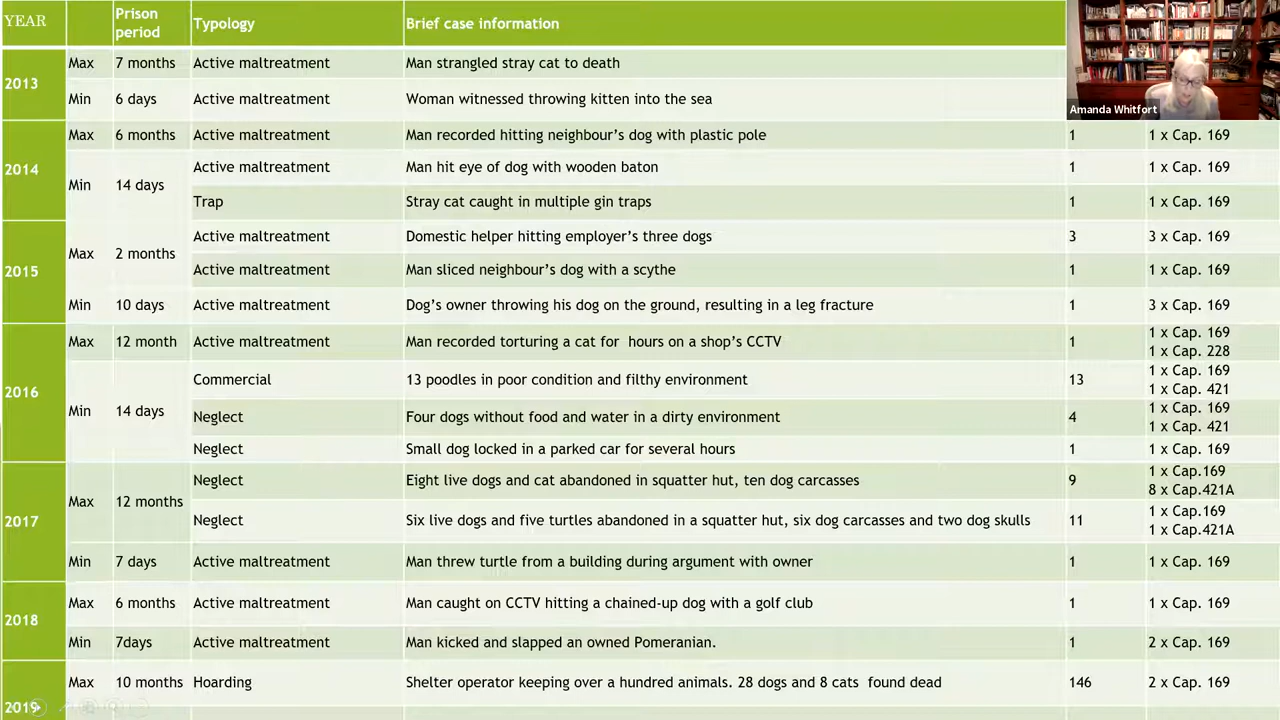 YEAR Prison period Typology Brief case information
Amanda Whitfort
2013 Max 7 months Active maltreatment Man strangled stray cat to death
Min 6 days Active maltreatment Woman witnessed throwing kitten into the sea
2014 Max 6 months Active maltreatment Man recorded hitting neighbour's dog with plastic pole 1 1 x Cap. 169
Min 14 days Active maltreatment Man hit eye of dog with wooden baton 1 1 x Cap. 169
Trap Stray cat caught in multiple gin traps 1 1 x Cap. 169
2015 Max 2 months Active maltreatment Domestic helper hitting employer's three dogs 3 3 x Cap. 169
Active maltreatment Man sliced neighbour's dog with a scythe 1 1 x Cap. 169
Min 10 days Active maltreatment Dog's owner throwing his dog on the ground, resulting in a leg fracture 1 3 x Cap. 169
2016 Max 12 month Active maltreatment Man recorded torturing a cat for hours on a shop's CCTV 1 1 x Cap. 169
1 x Cap. 228
Min 14 days Commercial 13 poodles in poor condition and filthy environment 13 1 x Cap. 169
1 x Cap. 421
Neglect Four dogs without food and water in a dirty environment 4 1 x Cap. 169
1 x Cap. 421
Neglect Small dog locked in a parked car for several hours 1 1 x Cap. 169
2017 Max 12 months Neglect Eight live dogs and cat abandoned in squatter hut, ten dog carcasses 9 1 x Cap.169
8 x Cap.421A
Neglect Six live dogs and five turtles abandoned in a squatter hut, six dog carcasses and two dog skulls 11 1 x Cap.169
1 x Cap.421A
Min 7 days Active maltreatment Man threw turtle from a building during argument with owner 1 1 x Cap. 169
2018 Max 6 months Active maltreatment Man caught on CCTV hitting a chained-up dog with a golf club 1 1 x Cap. 169
Min 7days Active maltreatment Man kicked and slapped an owned Pomeranian. 1 2 x Cap. 169
2019 Max 10 months Hoarding Shelter operator keeping over a hundred animals. 28 dogs and 8 cats found dead 146 2 x Cap. 169